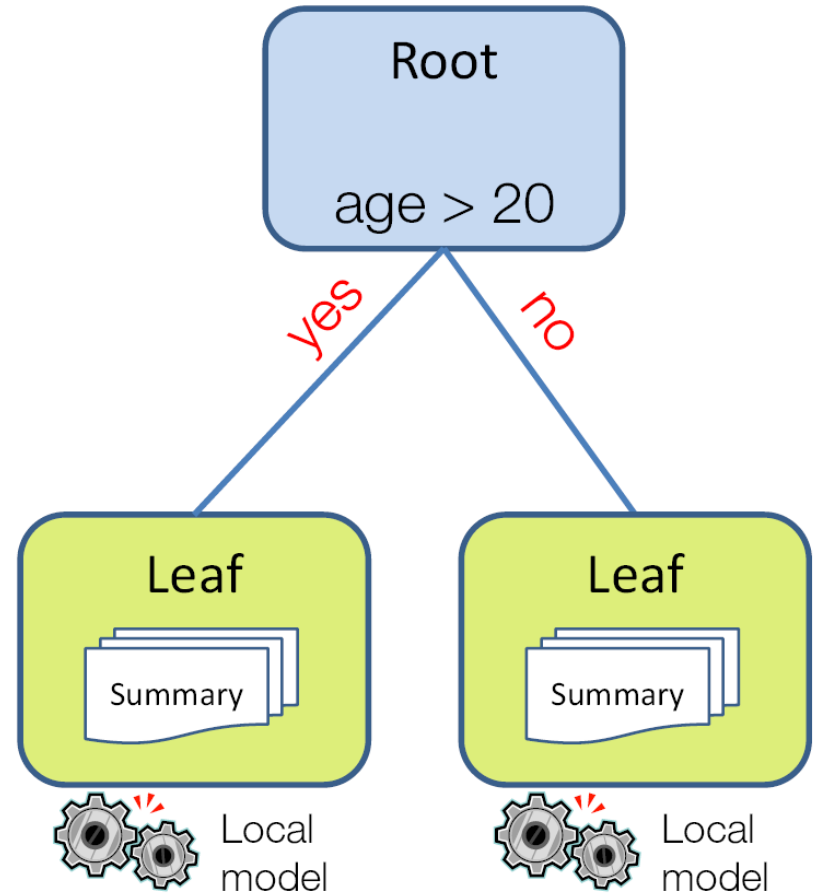 Root
age > 20
yes
no
Leaf
Leaf
Summary
Summary
Local
model
Local
model